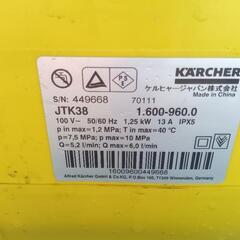 KÄRCHER
ケルヒャー ジャパン株式会社
Made in China
S/N: 449668 70111
JTK38 1.600-960.0
100 V~ 50/60 Hz 1,25 kW 13 A IPX5
p in max=1,2 MPa; T in max=40 °C
p=7,5 MPa; p max=10 MPa
Q=5,2 l/min; Q max=6,0 l/min
16009600449668
Alfred Kärcher GmbH & Co. KG, P.O.Box 160, 71349 Winnenden, Germany